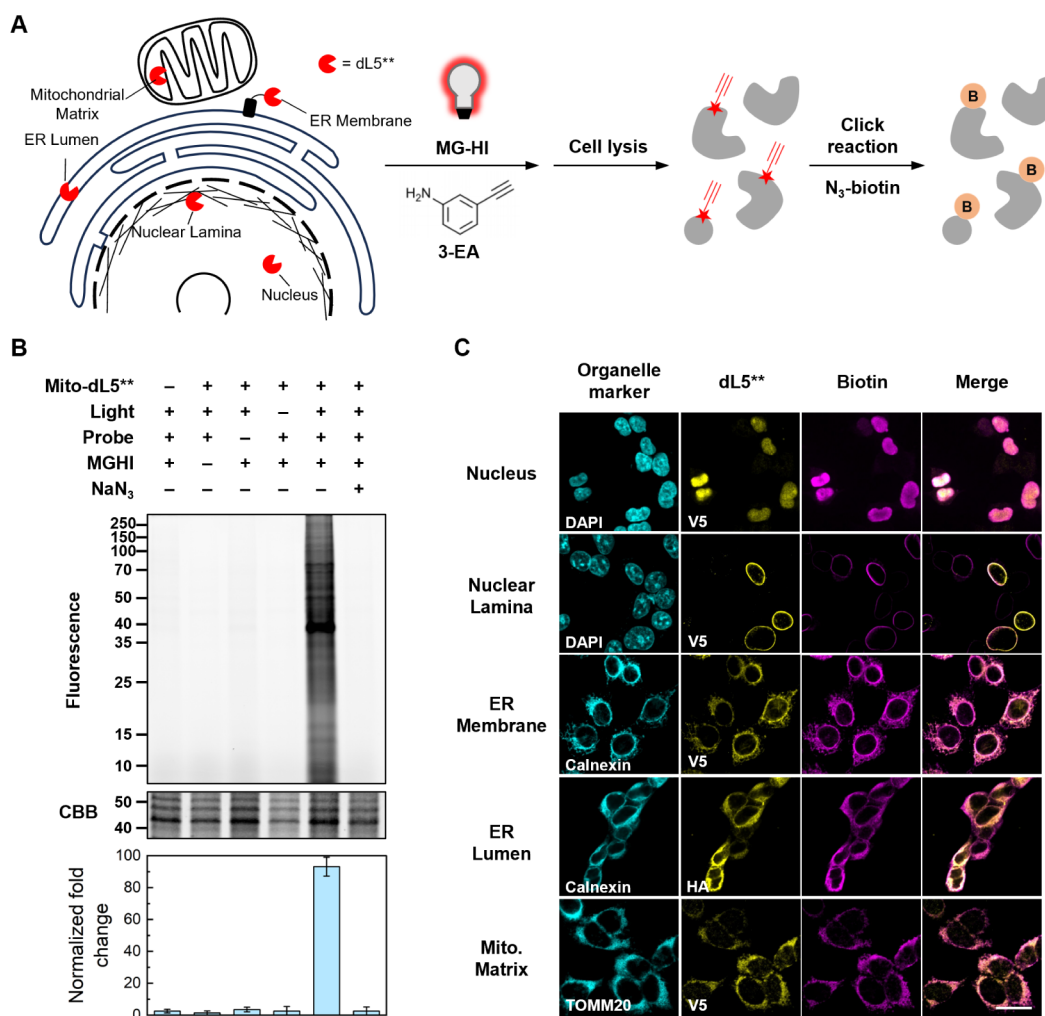 A
= dL5**
Mitochondrial
Matrix
ER Lumen
ER Membrane
Nuclear Lamina
Nucleus
MG-HI
H₂N
3-EA
Cell lysis
Click
reaction
N₃-biotin
B
B
B
B
Mito-dL5** – + + + + +
Light + + + – + +
Probe + + – + + +
MGHI + – + + + +
NaN₃ – – – – – +
Fluorescence
250
150
100
70
50
40
35
25
15
10
CBB
50
40
Normalized fold
change
100
80
60
40
20
0
C
Organelle
marker
dL5**
Biotin
Merge
Nucleus
DAPI
V5
Nuclear
Lamina
DAPI
V5
ER
Membrane
Calnexin
V5
ER
Lumen
Calnexin
HA
Mito.
Matrix
TOMM20
V5